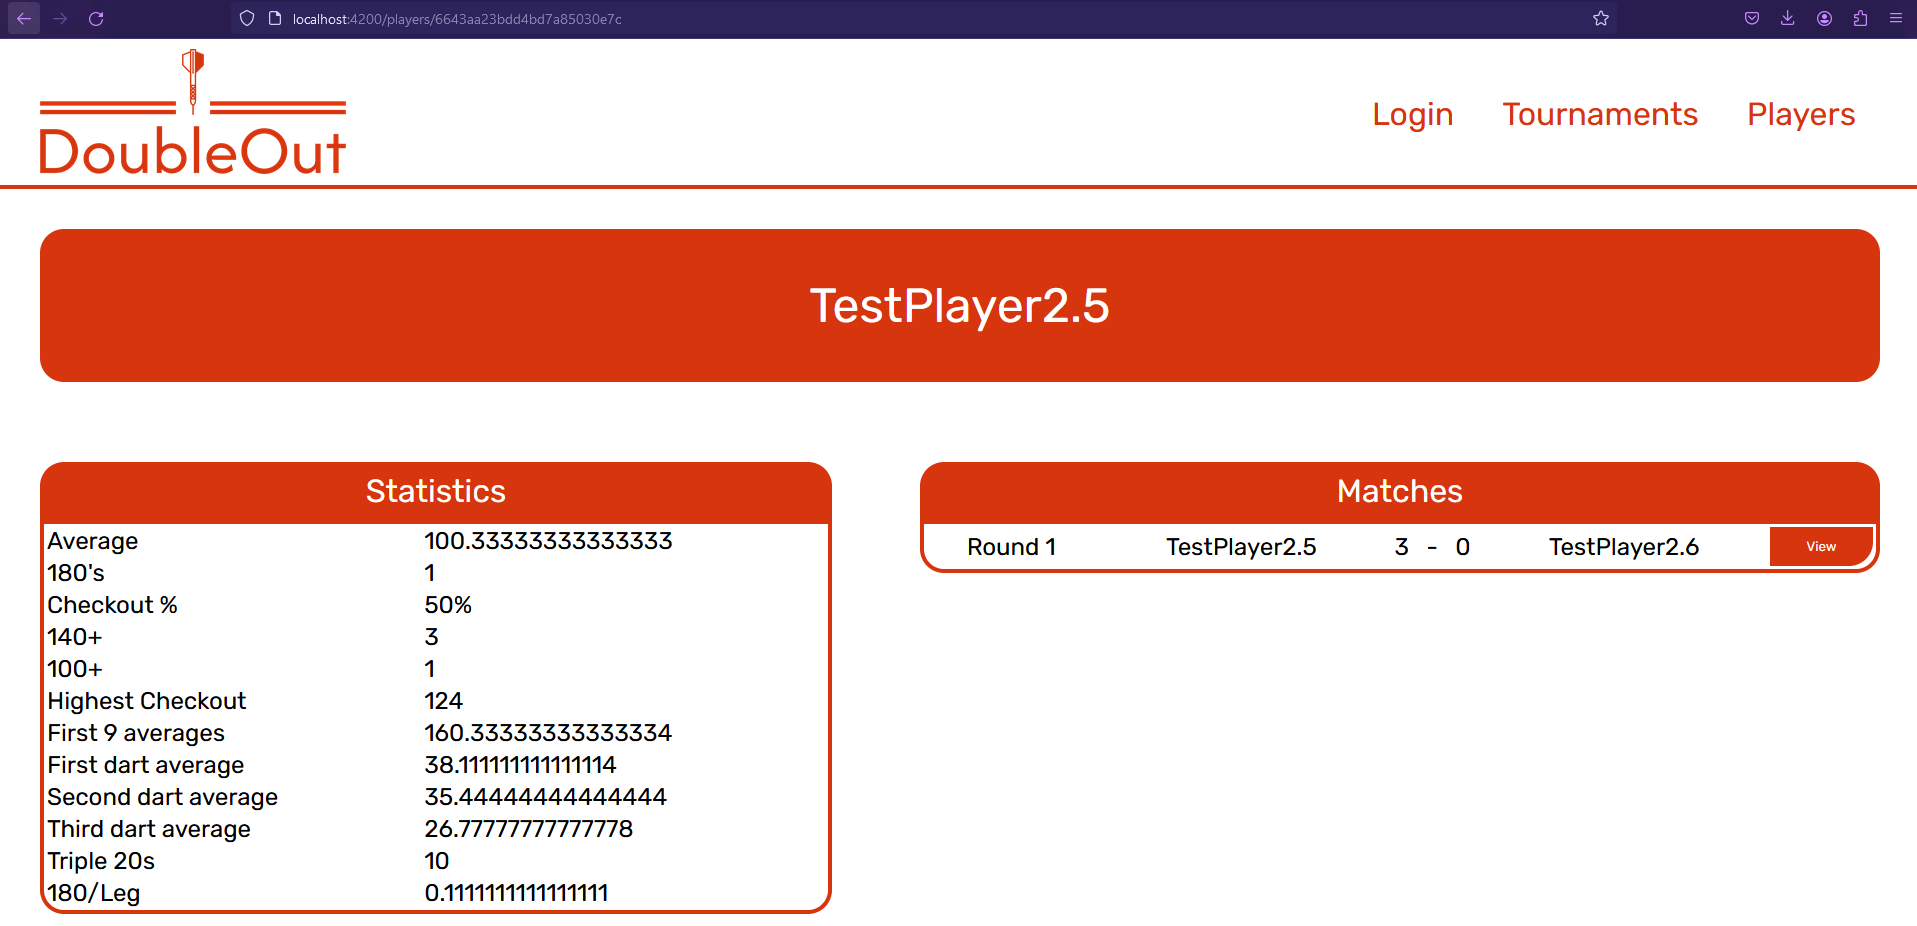 localhost:4200/players/6643aa23bdd4bd7a85030e7c
DoubleOut
Login Tournaments Players
TestPlayer2.5
Statistics
Average 100.33333333333333
180's 1
Checkout % 50%
140+ 3
100+ 1
Highest Checkout 124
First 9 averages 160.33333333333334
First dart average 38.111111111111114
Second dart average 35.44444444444444
Third dart average 26.77777777777778
Triple 20s 10
180/Leg 0.1111111111111111
Matches
Round 1 TestPlayer2.5 3 - 0 TestPlayer2.6 View